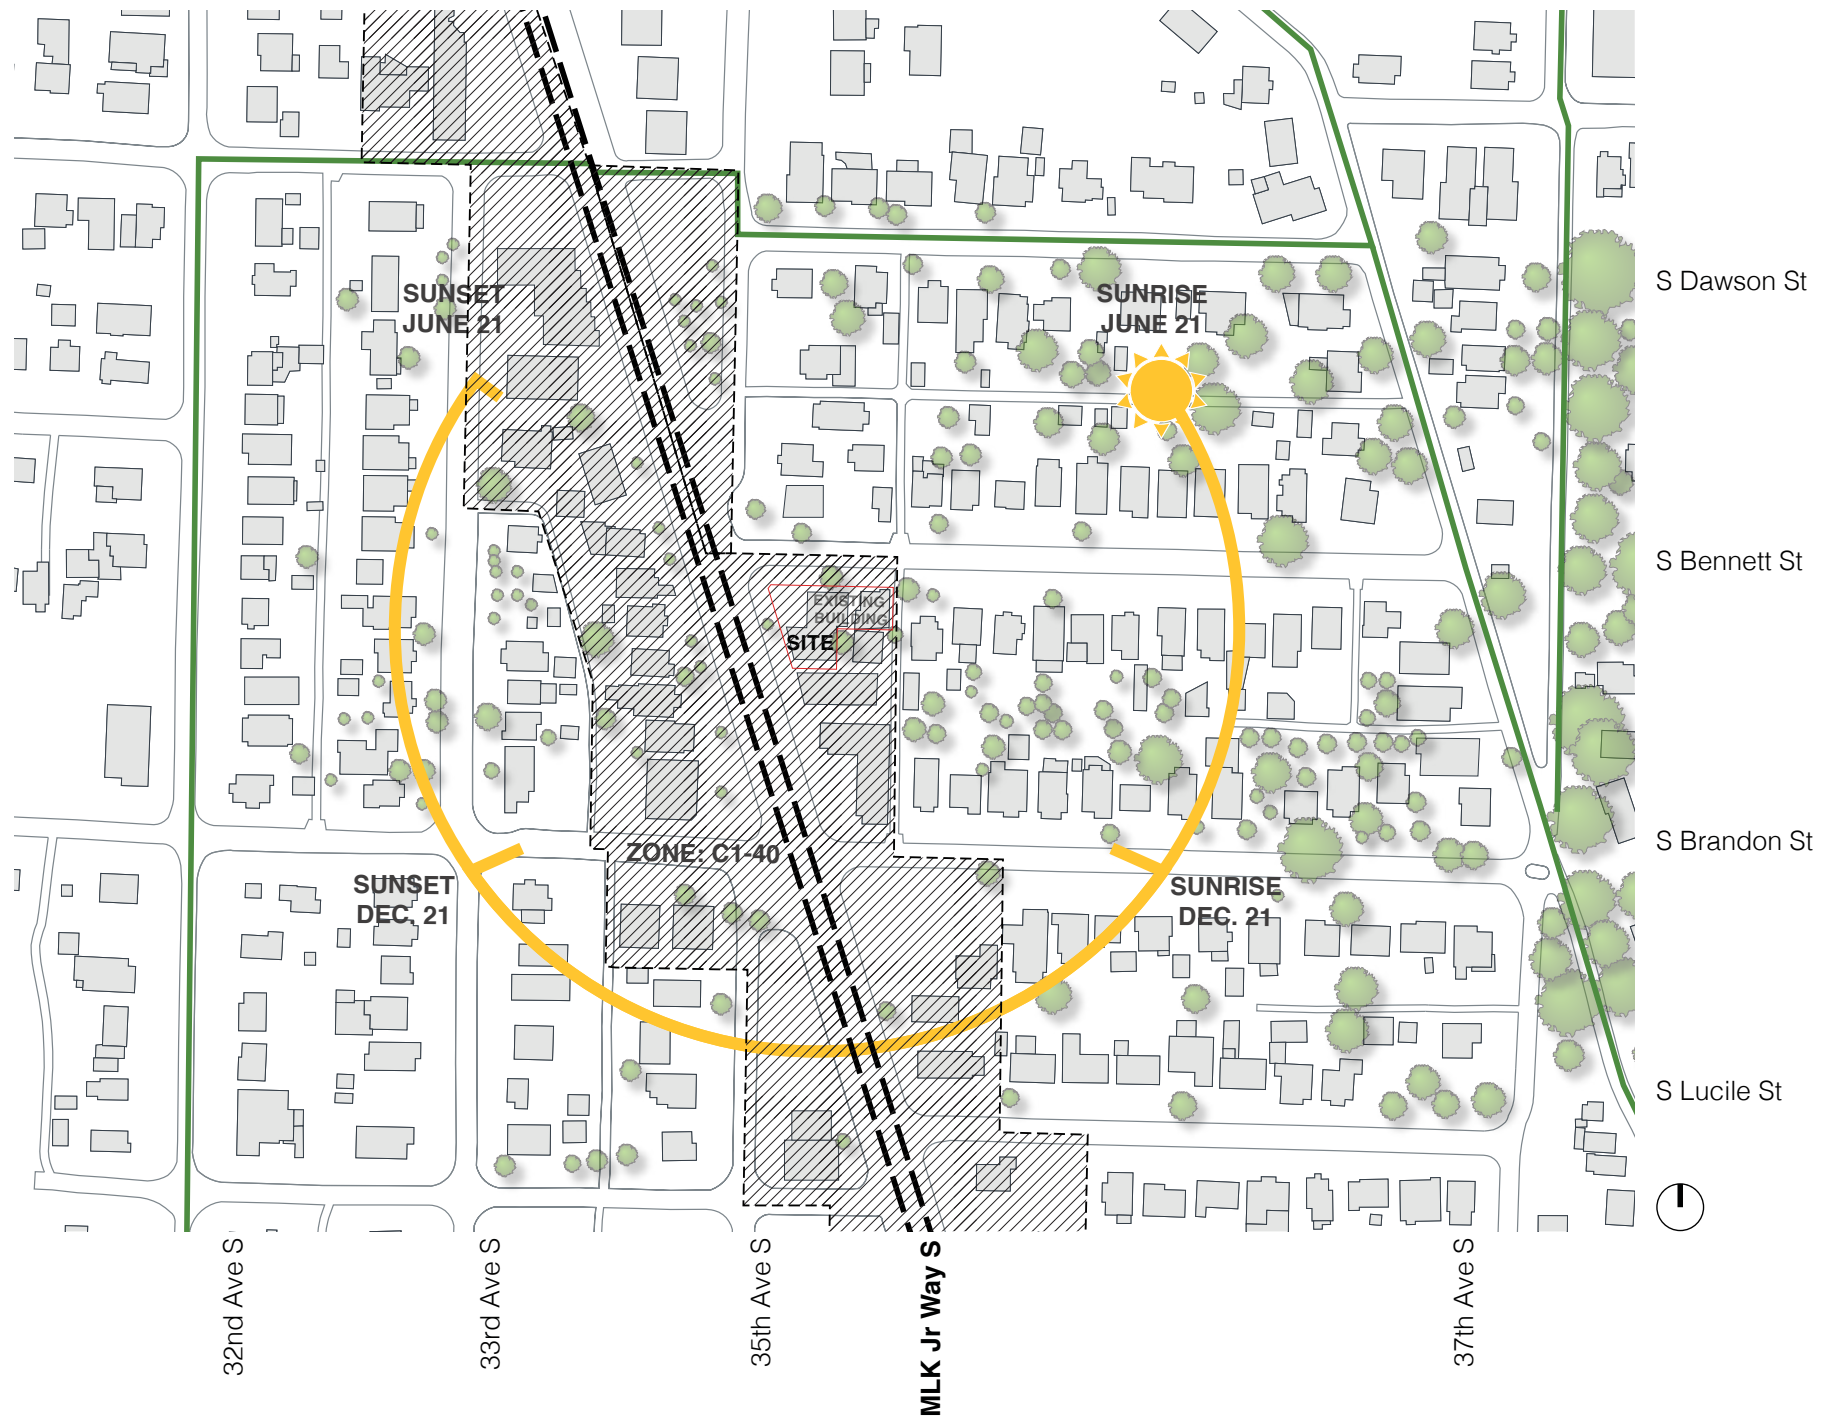 SUNSET
JUNE 21
SUNRISE
JUNE 21
S Dawson St
S Bennett St
EXISTING
BUILDING
SITE
S Brandon St
ZONE: C1-40
SUNSET
DEC. 21
SUNRISE
DEC. 21
S Lucile St
32nd Ave S
33rd Ave S
35th Ave S
MLK Jr Way S
37th Ave S